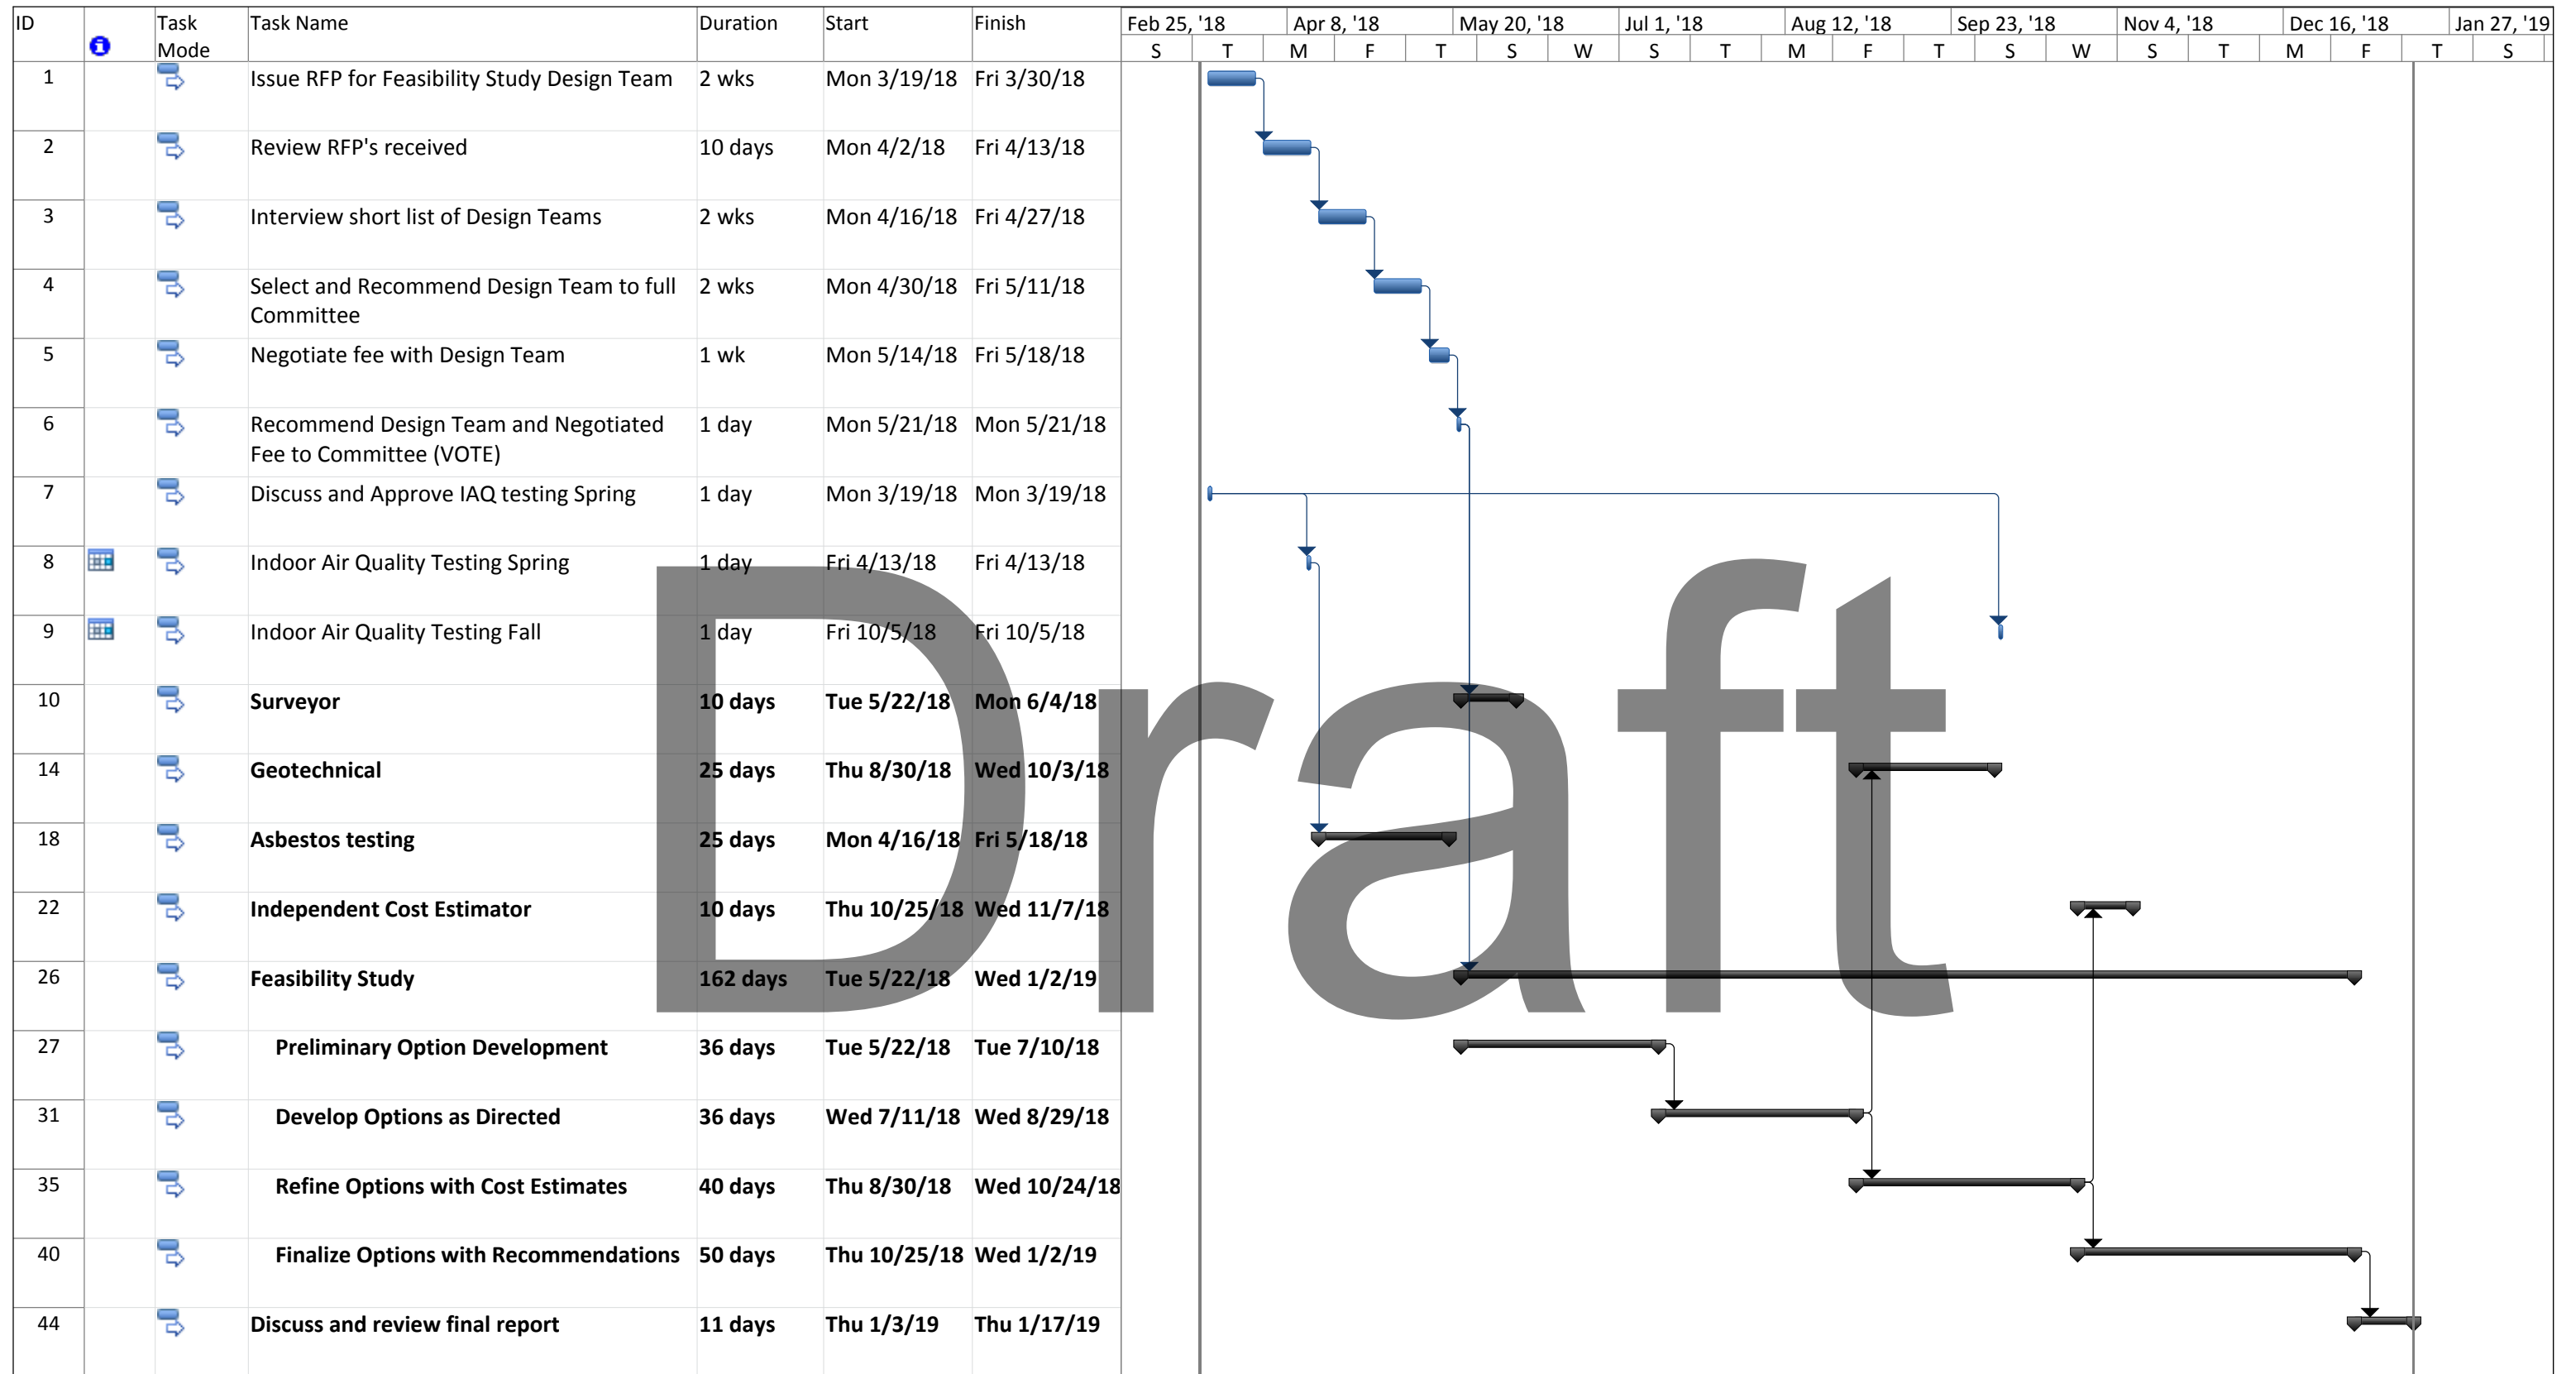 ID Task Mode Task Name Duration Start Finish Feb 25, '18 Apr 8, '18 May 20, '18 Jul 1, '18 Aug 12, '18 Sep 23, '18 Nov 4, '18 Dec 16, '18 Jan 27, '19
S T M F T S W S T M F T S W S T M F T S
1 Issue RFP for Feasibility Study Design Team 2 wks Mon 3/19/18 Fri 3/30/18
2 Review RFP's received 10 days Mon 4/2/18 Fri 4/13/18
3 Interview short list of Design Teams 2 wks Mon 4/16/18 Fri 4/27/18
4 Select and Recommend Design Team to full 2 wks Mon 4/30/18 Fri 5/11/18
Committee
5 Negotiate fee with Design Team 1 wk Mon 5/14/18 Fri 5/18/18
6 Recommend Design Team and Negotiated 1 day Mon 5/21/18 Mon 5/21/18
Fee to Committee (VOTE)
7 Discuss and Approve IAQ testing Spring 1 day Mon 3/19/18 Mon 3/19/18
8 Indoor Air Quality Testing Spring 1 day Fri 4/13/18 Fri 4/13/18
9 Indoor Air Quality Testing Fall 1 day Fri 10/5/18 Fri 10/5/18
10 Surveyor 10 days Tue 5/22/18 Mon 6/4/18
14 Geotechnical 25 days Thu 8/30/18 Wed 10/3/18
18 Asbestos testing 25 days Mon 4/16/18 Fri 5/18/18
22 Independent Cost Estimator 10 days Thu 10/25/18 Wed 11/7/18
26 Feasibility Study 162 days Tue 5/22/18 Wed 1/2/19
27 Preliminary Option Development 36 days Tue 5/22/18 Tue 7/10/18
31 Develop Options as Directed 36 days Wed 7/11/18 Wed 8/29/18
35 Refine Options with Cost Estimates 40 days Thu 8/30/18 Wed 10/24/18
40 Finalize Options with Recommendations 50 days Thu 10/25/18 Wed 1/2/19
44 Discuss and review final report 11 days Thu 1/3/19 Thu 1/17/19
Draft